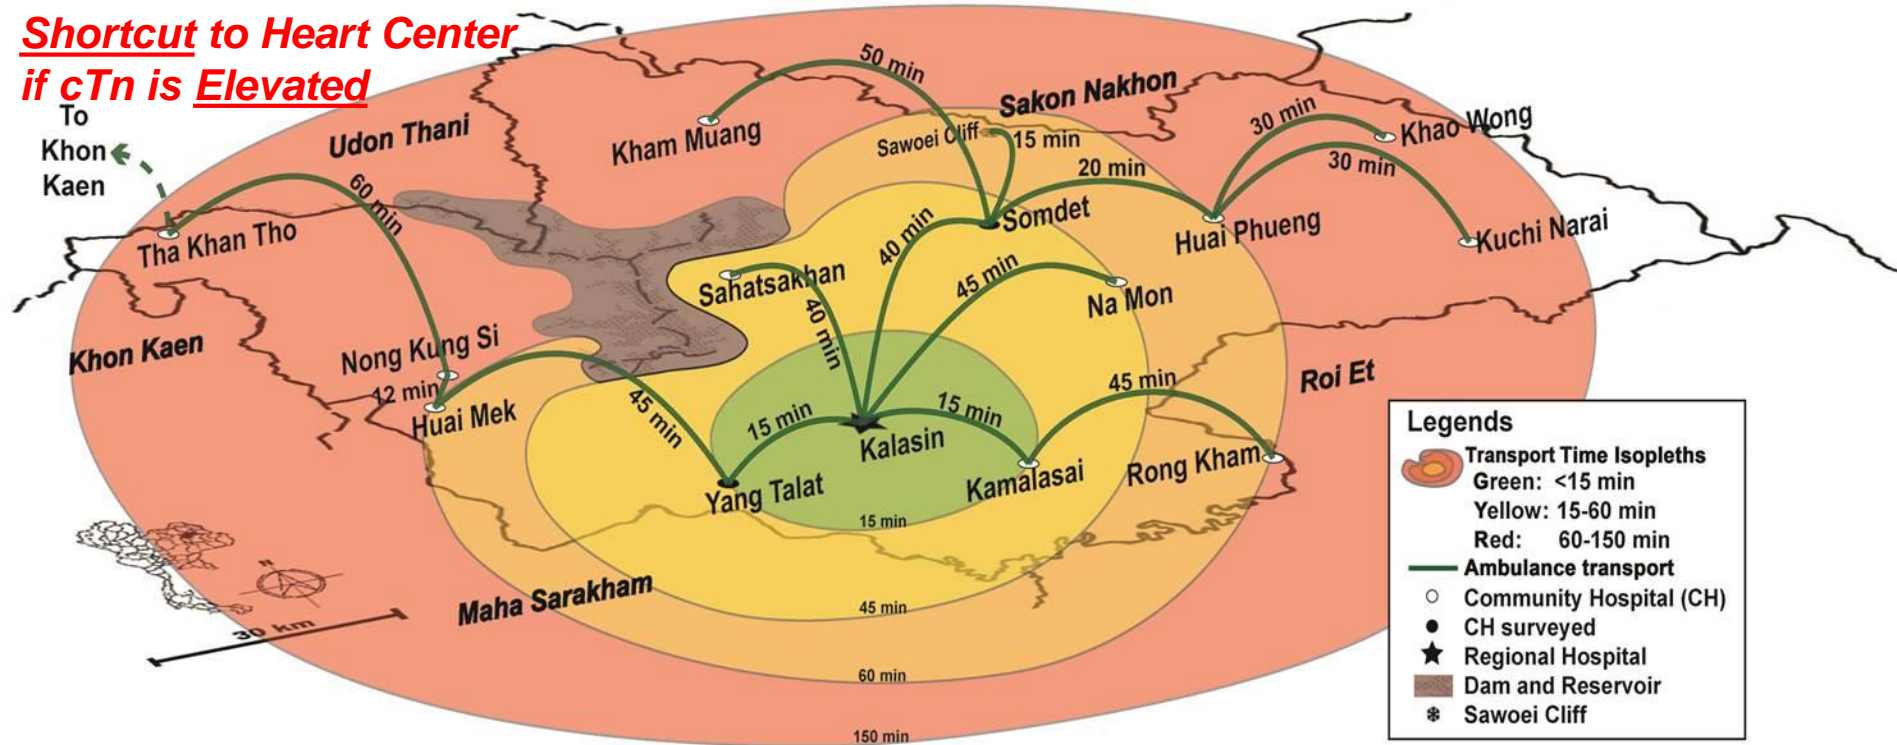 Shortcut to Heart Center
if cTn is Elevated
To
Khon
Kaen
Udon Thani
Sakon Nakhon
50 min
Kham Muang
Sawoei Cliff
15 min
20 min
30 min
Khao Wong
30 min
60 min
Tha Khan Tho
Somdet
Huai Phueng
Kuchi Narai
40 min
45 min
Sahatsakhan
40 min
Na Mon
Khon Kaen
Nong Kung Si
12 min
Huai Mek
45 min
15 min
15 min
45 min
Roi Et
Kalasin
Yang Talat
Kamalasai
Rong Kham
15 min
Maha Sarakham
45 min
60 min
150 min
N
30 km
Legends
Transport Time Isopleths
Green: <15 min
Yellow: 15-60 min
Red: 60-150 min
Ambulance transport
Community Hospital (CH)
CH surveyed
Regional Hospital
Dam and Reservoir
Sawoei Cliff